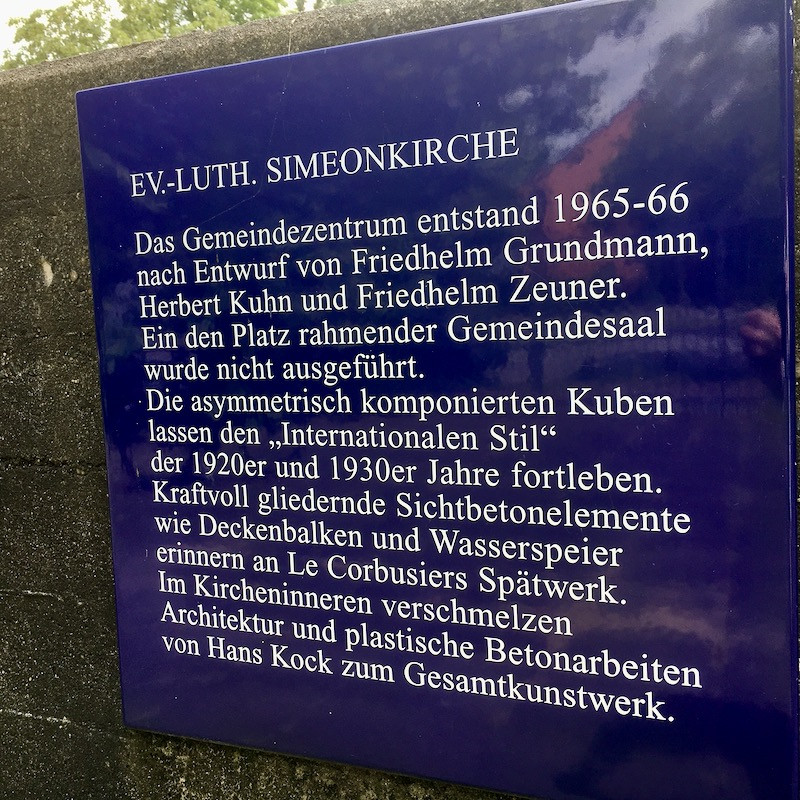 EV.-LUTH. SIMEONKIRCHE
Das Gemeindezentrum entstand 1965-66
nach Entwurf von Friedhelm Grundmann,
Herbert Kuhn und Friedhelm Zeuner.
Ein den Platz rahmender Gemeindesaal
wurde nicht ausgeführt.
Die asymmetrisch komponierten Kuben
lassen den „Internationalen Stil“
der 1920er und 1930er Jahre fortleben.
Kraftvoll gliedernde Sichtbetonelemente
wie Deckenbalken und Wasserspeier
erinnern an Le Corbusiers Spätwerk.
Im Kircheninneren verschmelzen
Architektur und plastische Betonarbeiten
von Hans Kock zum Gesamtkunstwerk.